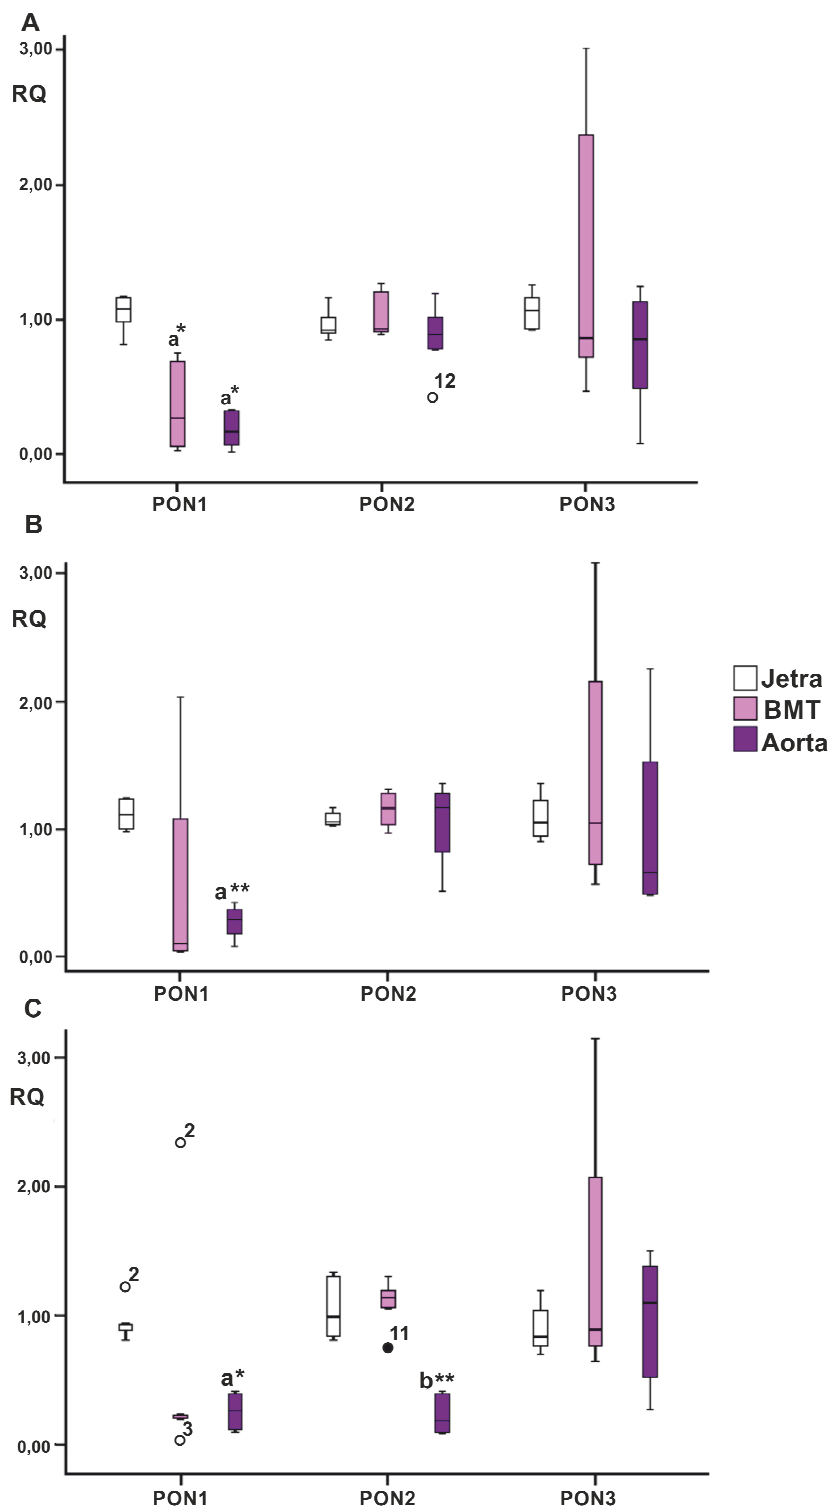 A
3,00
RQ
2,00
1,00
0,00
a*
a*
12
PON1 PON2 PON3
B
3,00
RQ
2,00
1,00
0,00
a**
PON1 PON2 PON3
Jetra
BMT
Aorta
C
3,00
RQ
2,00
1,00
0,00
2
2
3
a*
11
b**
PON1 PON2 PON3